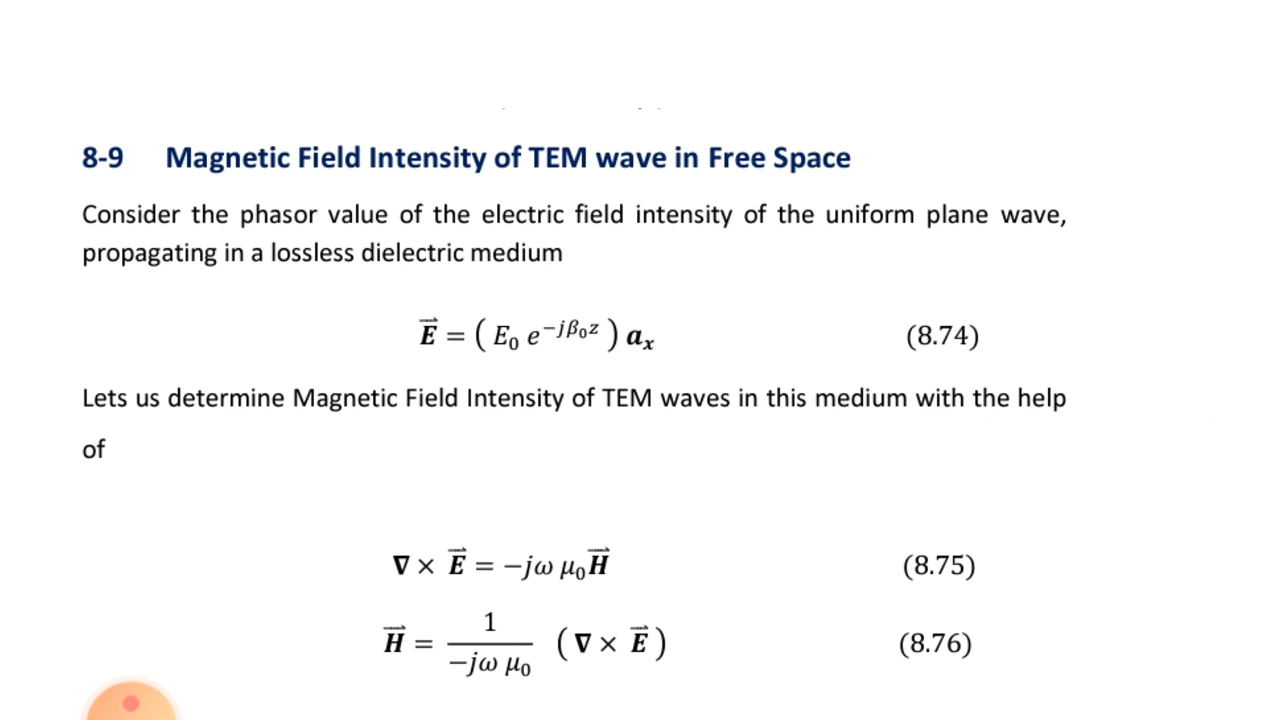 8-9 Magnetic Field Intensity of TEM wave in Free Space
Consider the phasor value of the electric field intensity of the uniform plane wave,
propagating in a lossless dielectric medium
E⃗ = ( E₀ e^{−jβ₀z} ) aₓ (8.74)
Lets us determine Magnetic Field Intensity of TEM waves in this medium with the help
of
∇ × E⃗ = −jω μ₀H⃗ (8.75)
H⃗ = 1/(−jω μ₀) ( ∇ × E⃗ ) (8.76)